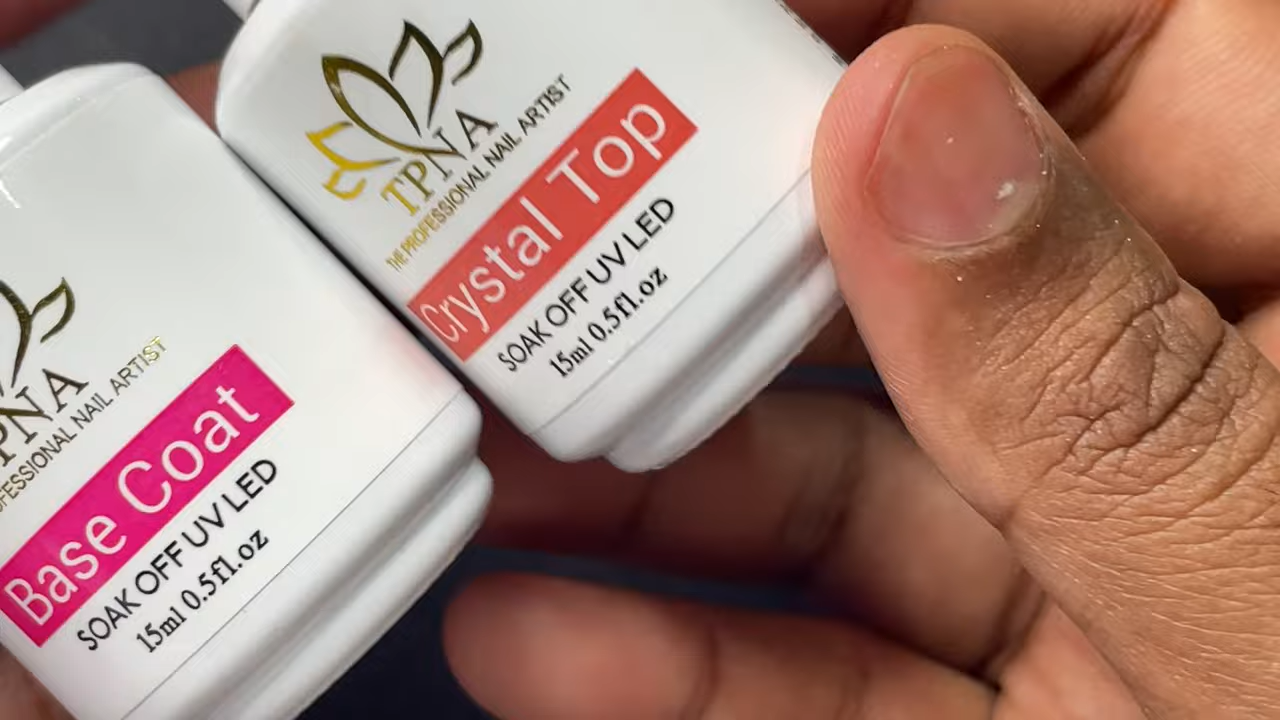 TPNA
THE PROFESSIONAL NAIL ARTIST
Crystal Top
SOAK OFF UV LED
15ml 0.5fl.oz
PNA
OFESSIONAL NAIL ARTIST
Base Coat
SOAK OFF UV LED
15ml 0.5fl.oz